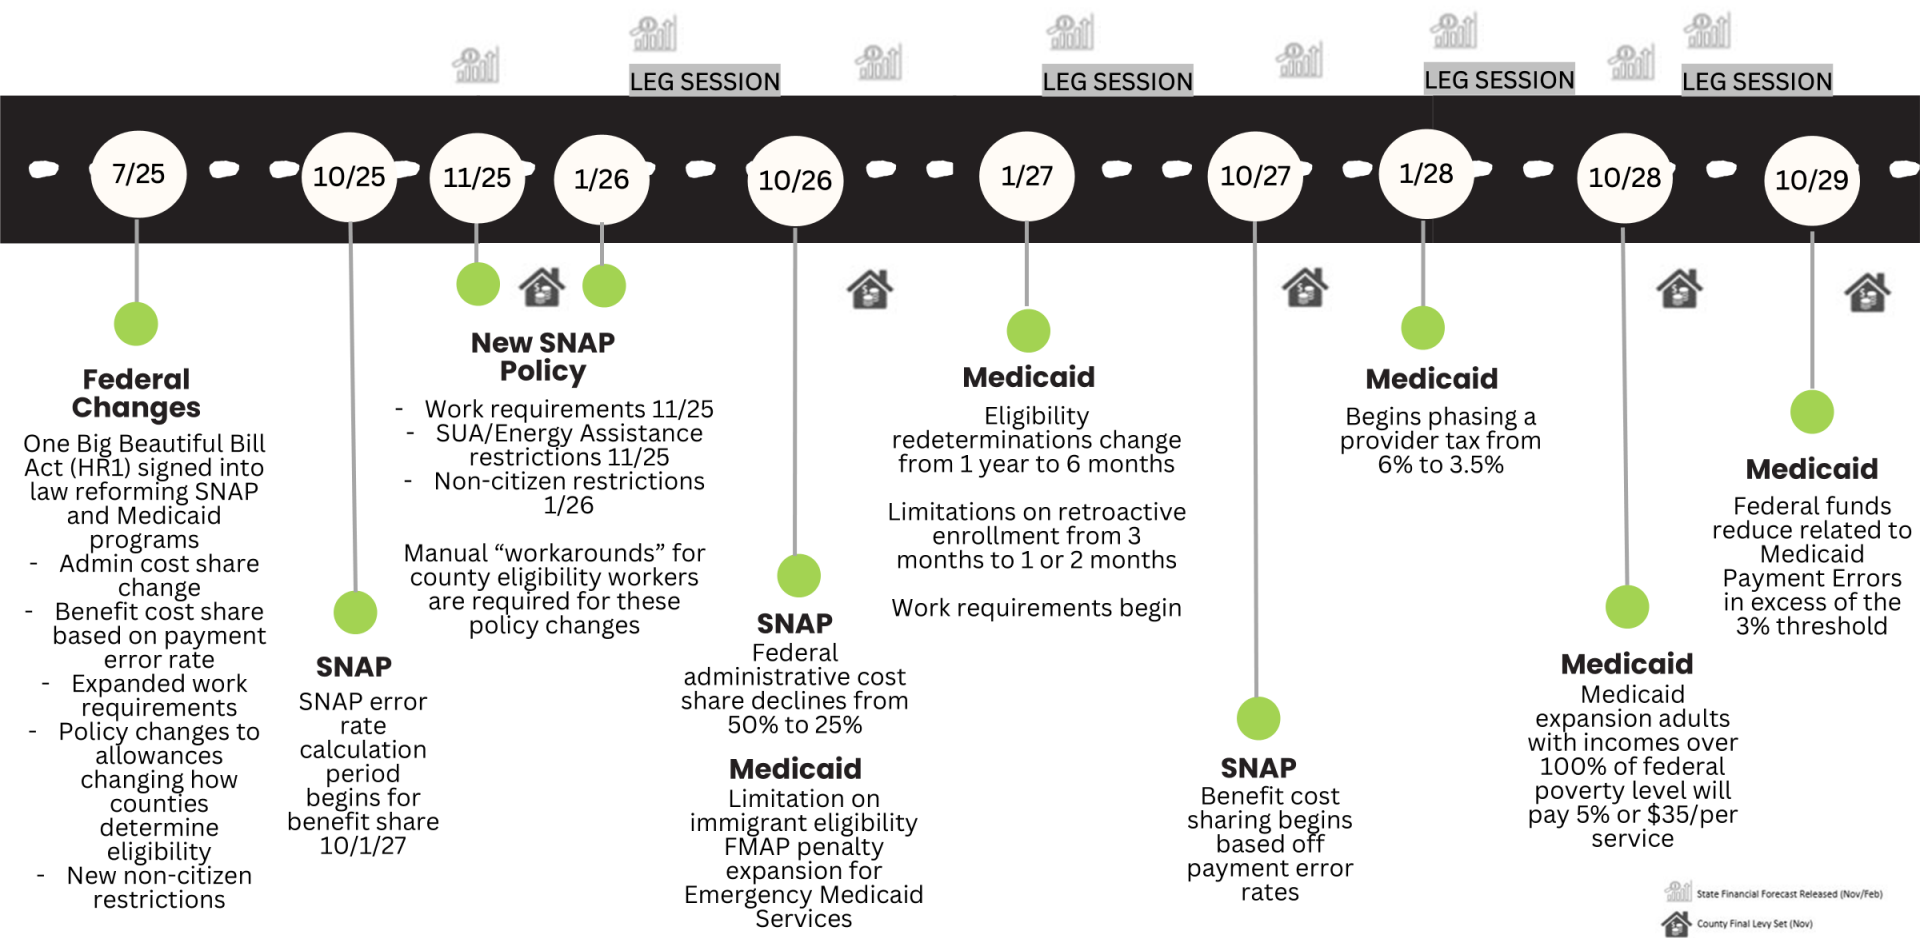 LEG SESSION
LEG SESSION
LEG SESSION
LEG SESSION
7/25
10/25
11/25
1/26
10/26
1/27
10/27
1/28
10/28
10/29
Federal
Changes
One Big Beautiful Bill
Act (HR1) signed into
law reforming SNAP
and Medicaid
programs
- Admin cost share
change
- Benefit cost share
based on payment
error rate
- Expanded work
requirements
- Policy changes to
allowances
changing how
counties
determine
eligibility
- New non-citizen
restrictions
SNAP
SNAP error
rate
calculation
period
begins for
benefit share
10/1/27
New SNAP
Policy
- Work requirements 11/25
- SUA/Energy Assistance
restrictions 11/25
- Non-citizen restrictions
1/26
Manual “workarounds” for
county eligibility workers
are required for these
policy changes
SNAP
Federal
administrative cost
share declines from
50% to 25%
Medicaid
Limitation on
immigrant eligibility
FMAP penalty
expansion for
Emergency Medicaid
Services
Medicaid
Eligibility
redeterminations change
from 1 year to 6 months
Limitations on retroactive
enrollment from 3
months to 1 or 2 months
Work requirements begin
SNAP
Benefit cost
sharing begins
based off
payment error
rates
Medicaid
Begins phasing a
provider tax from
6% to 3.5%
Medicaid
Medicaid
expansion adults
with incomes over
100% of federal
poverty level will
pay 5% or $35/per
service
Medicaid
Federal funds
reduce related to
Medicaid
Payment Errors
in excess of the
3% threshold
State Financial Forecast Released (Nov/Feb)
County Final Levy Set (Nov)